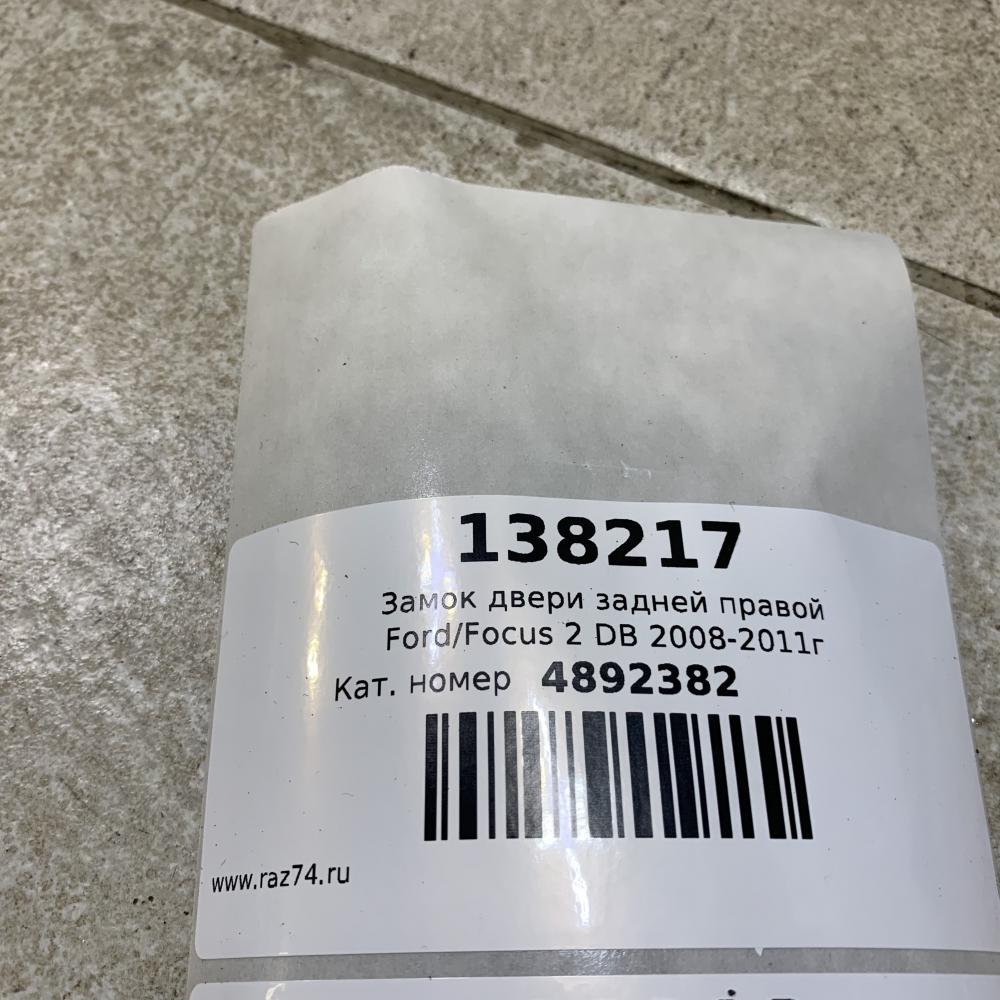 138217
Замок двери задней правой
Ford/Focus 2 DB 2008-2011г
Кат. номер 4892382
www.raz74.ru